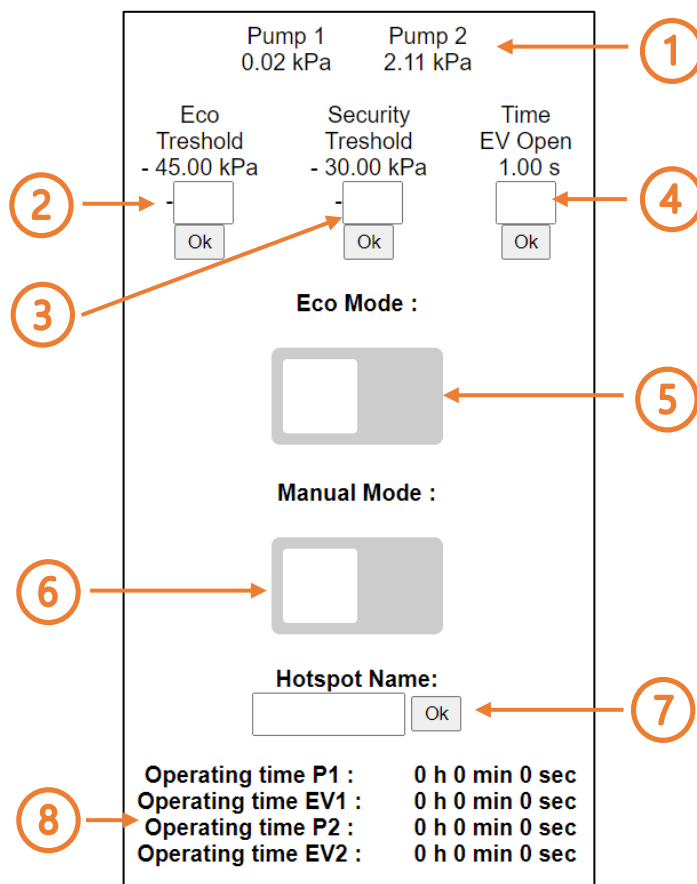 Pump 1 Pump 2 1
0.02 kPa 2.11 kPa
Eco Security Time
Treshold Treshold EV Open
- 45.00 kPa - 30.00 kPa 1.00 s
2 - - 4
Ok Ok Ok
3
Eco Mode :
5
Manual Mode :
6
Hotspot Name:
Ok 7
Operating time P1 : 0 h 0 min 0 sec
Operating time EV1 : 0 h 0 min 0 sec
8 Operating time P2 : 0 h 0 min 0 sec
Operating time EV2 : 0 h 0 min 0 sec